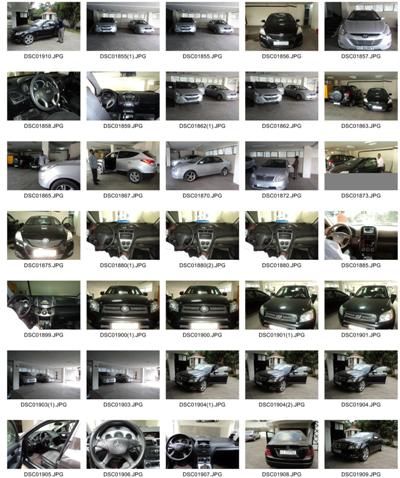 DSC01910.JPG DSC01855(1).JPG DSC01855.JPG DSC01856.JPG DSC01857.JPG
DSC01858.JPG DSC01859.JPG DSC01862(1).JPG DSC01862.JPG DSC01863.JPG
DSC01865.JPG DSC01867.JPG DSC01870.JPG DSC01872.JPG DSC01873.JPG
DSC01875.JPG DSC01880(1).JPG DSC01880(2).JPG DSC01880.JPG DSC01885.JPG
DSC01899.JPG DSC01900(1).JPG DSC01900.JPG DSC01901(1).JPG DSC01901.JPG
DSC01903(1).JPG DSC01903.JPG DSC01904(1).JPG DSC01904(2).JPG DSC01904.JPG
DSC01905.JPG DSC01906.JPG DSC01907.JPG DSC01908.JPG DSC01909.JPG